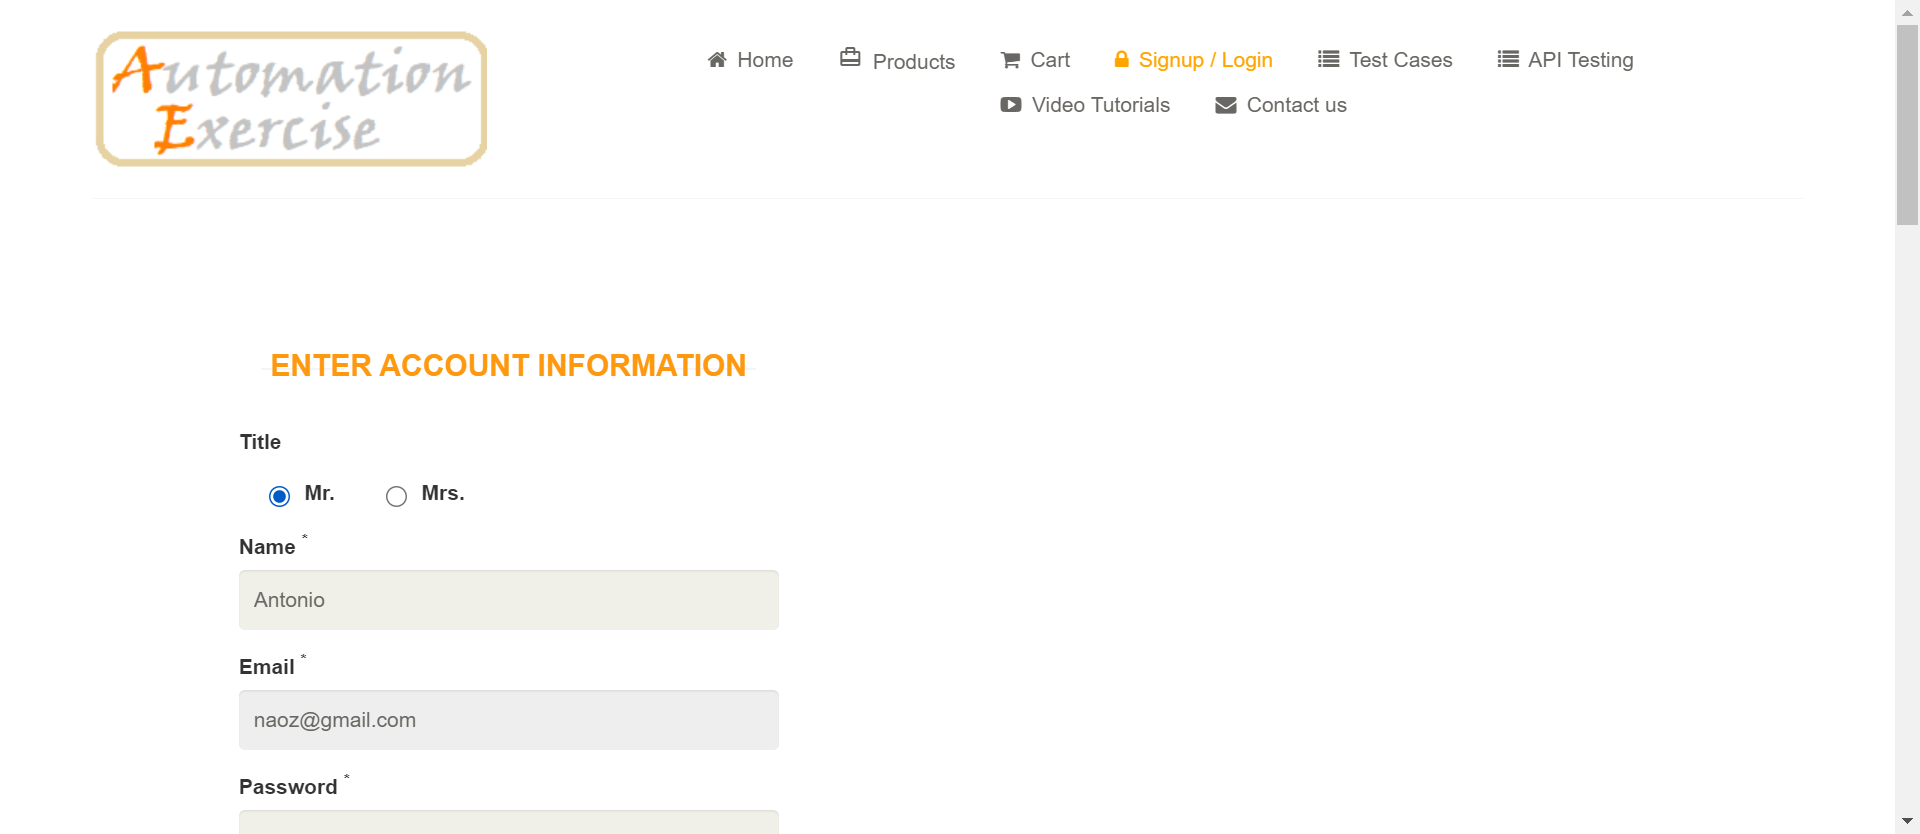 Automation
Exercise
Home Products Cart Signup / Login Test Cases API Testing
Video Tutorials Contact us
ENTER ACCOUNT INFORMATION
Title
Mr. Mrs.
Name *
Antonio
Email *
naoz@gmail.com
Password *